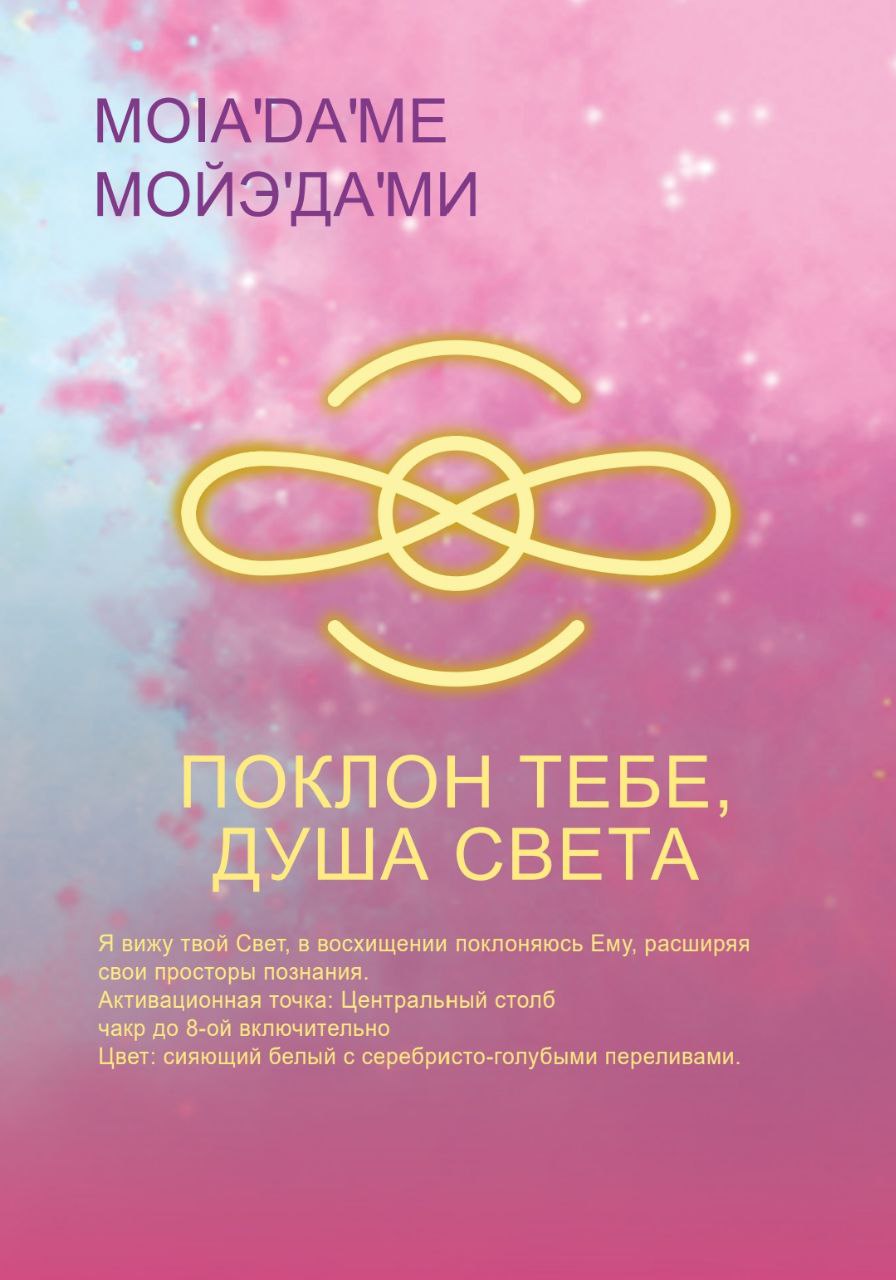 MOIA'DA'ME
МОЙЭ'ДА'МИ
ПОКЛОН ТЕБЕ,
ДУША СВЕТА
Я вижу твой Свет, в восхищении поклоняюсь Ему, расширяя
свои просторы познания.
Активационная точка: Центральный столб
чакр до 8-ой включительно
Цвет: сияющий белый с серебристо-голубыми переливами.